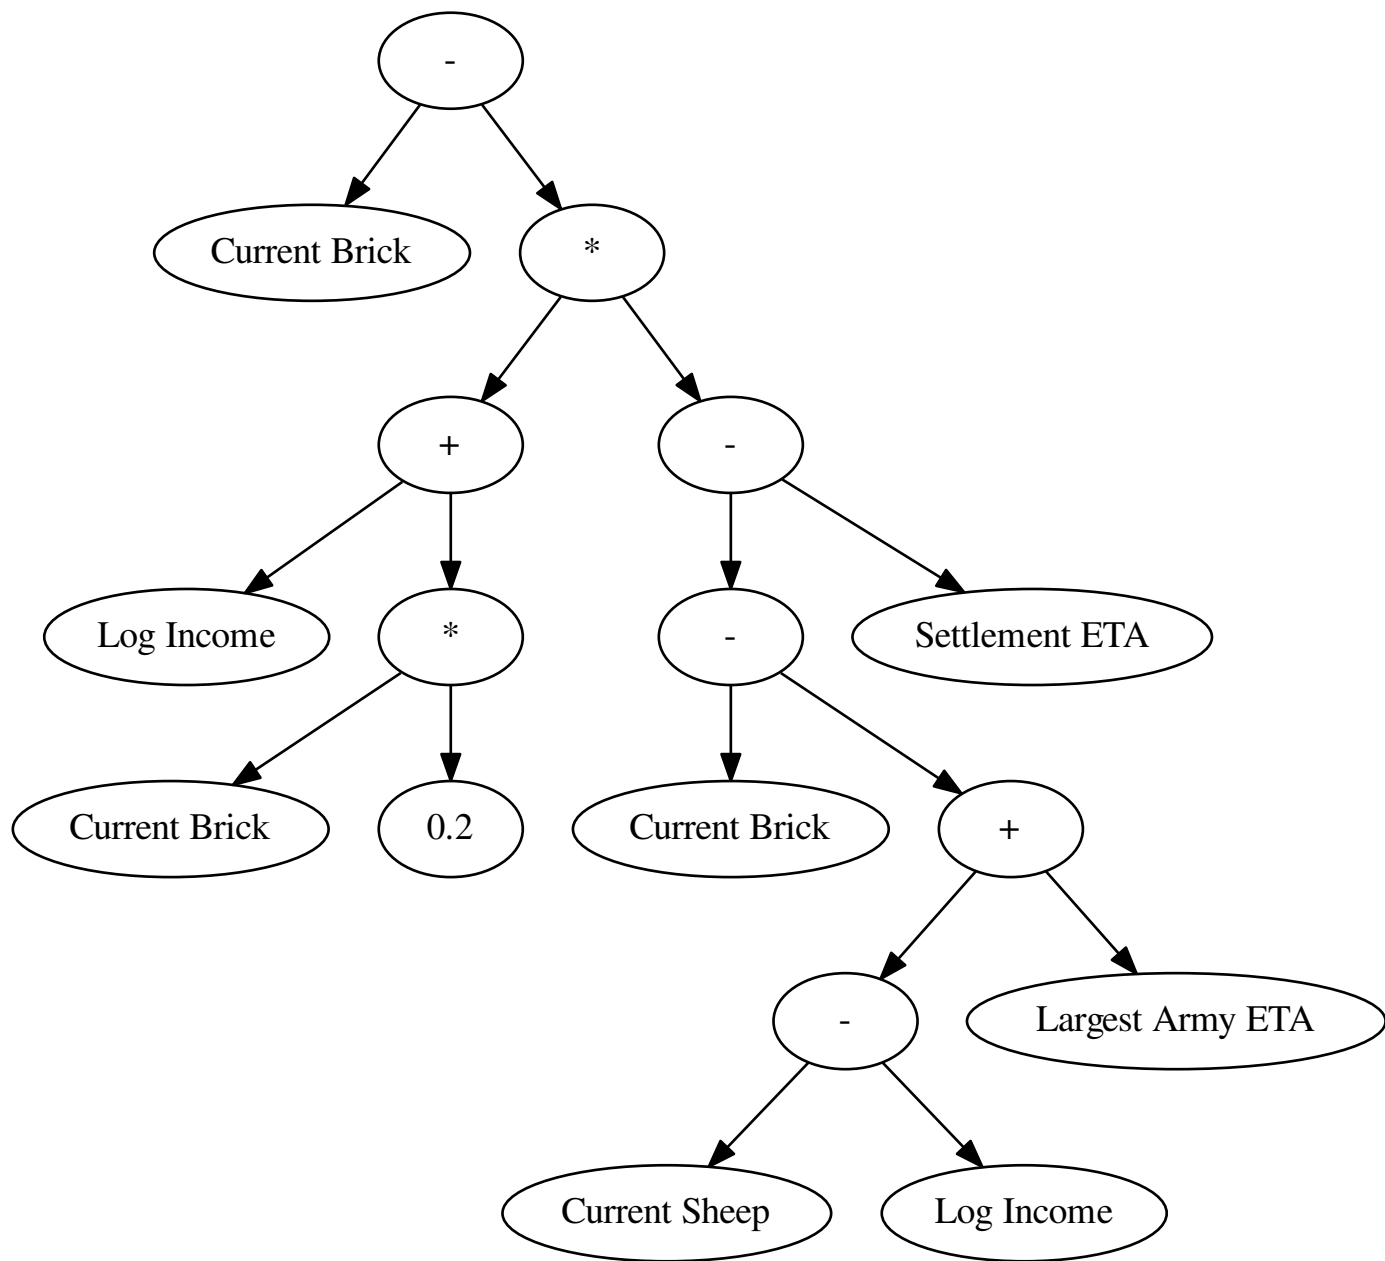 -
Current Brick
*
+
-
Log Income
*
-
Settlement ETA
Current Brick
0.2
Current Brick
+
-
Largest Army ETA
Current Sheep
Log Income